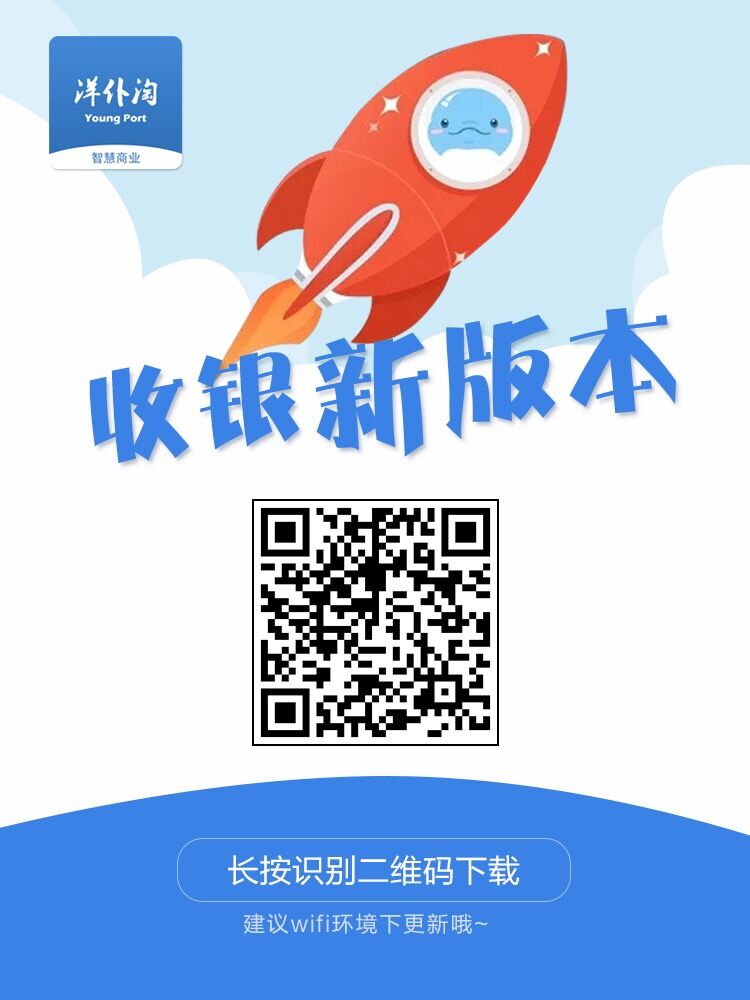 洋仆淘
Young Port
智慧商业
收银新版本
长按识别二维码下载
建议wifi环境下更新哦~